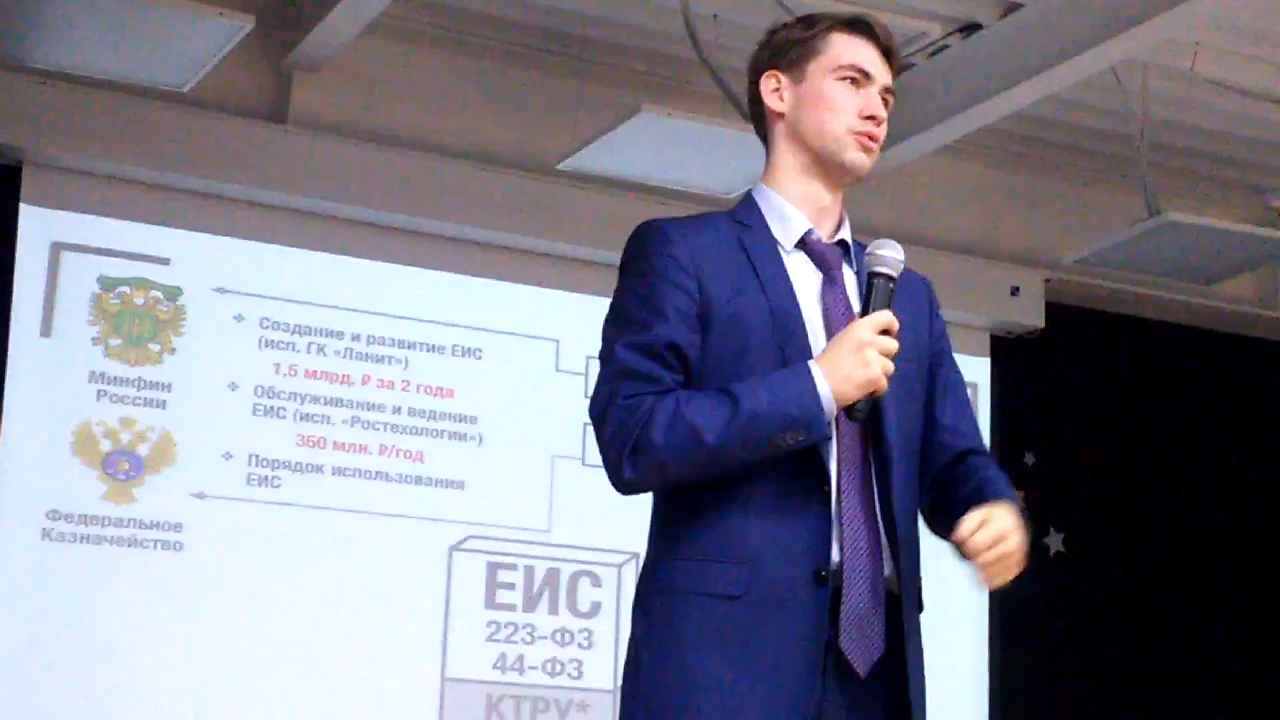 Минфин
России
Федеральное
Казначейство
Создание и развитие ЕИС
(исп. ГК «Ланит»)
1,5 млрд. ₽ за 2 года
Обслуживание и ведение
ЕИС (исп. «Ростехологии»)
360 млн. ₽/год
Порядок использования
ЕИС
ЕИС
223-ФЗ
44-ФЗ
КТРУ*